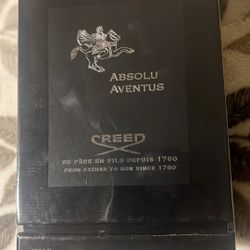 ABSOLU
AVENTUS
CREED
DE PÈRE EN FILS DEPUIS 1760
FROM FATHER TO SON SINCE 1760